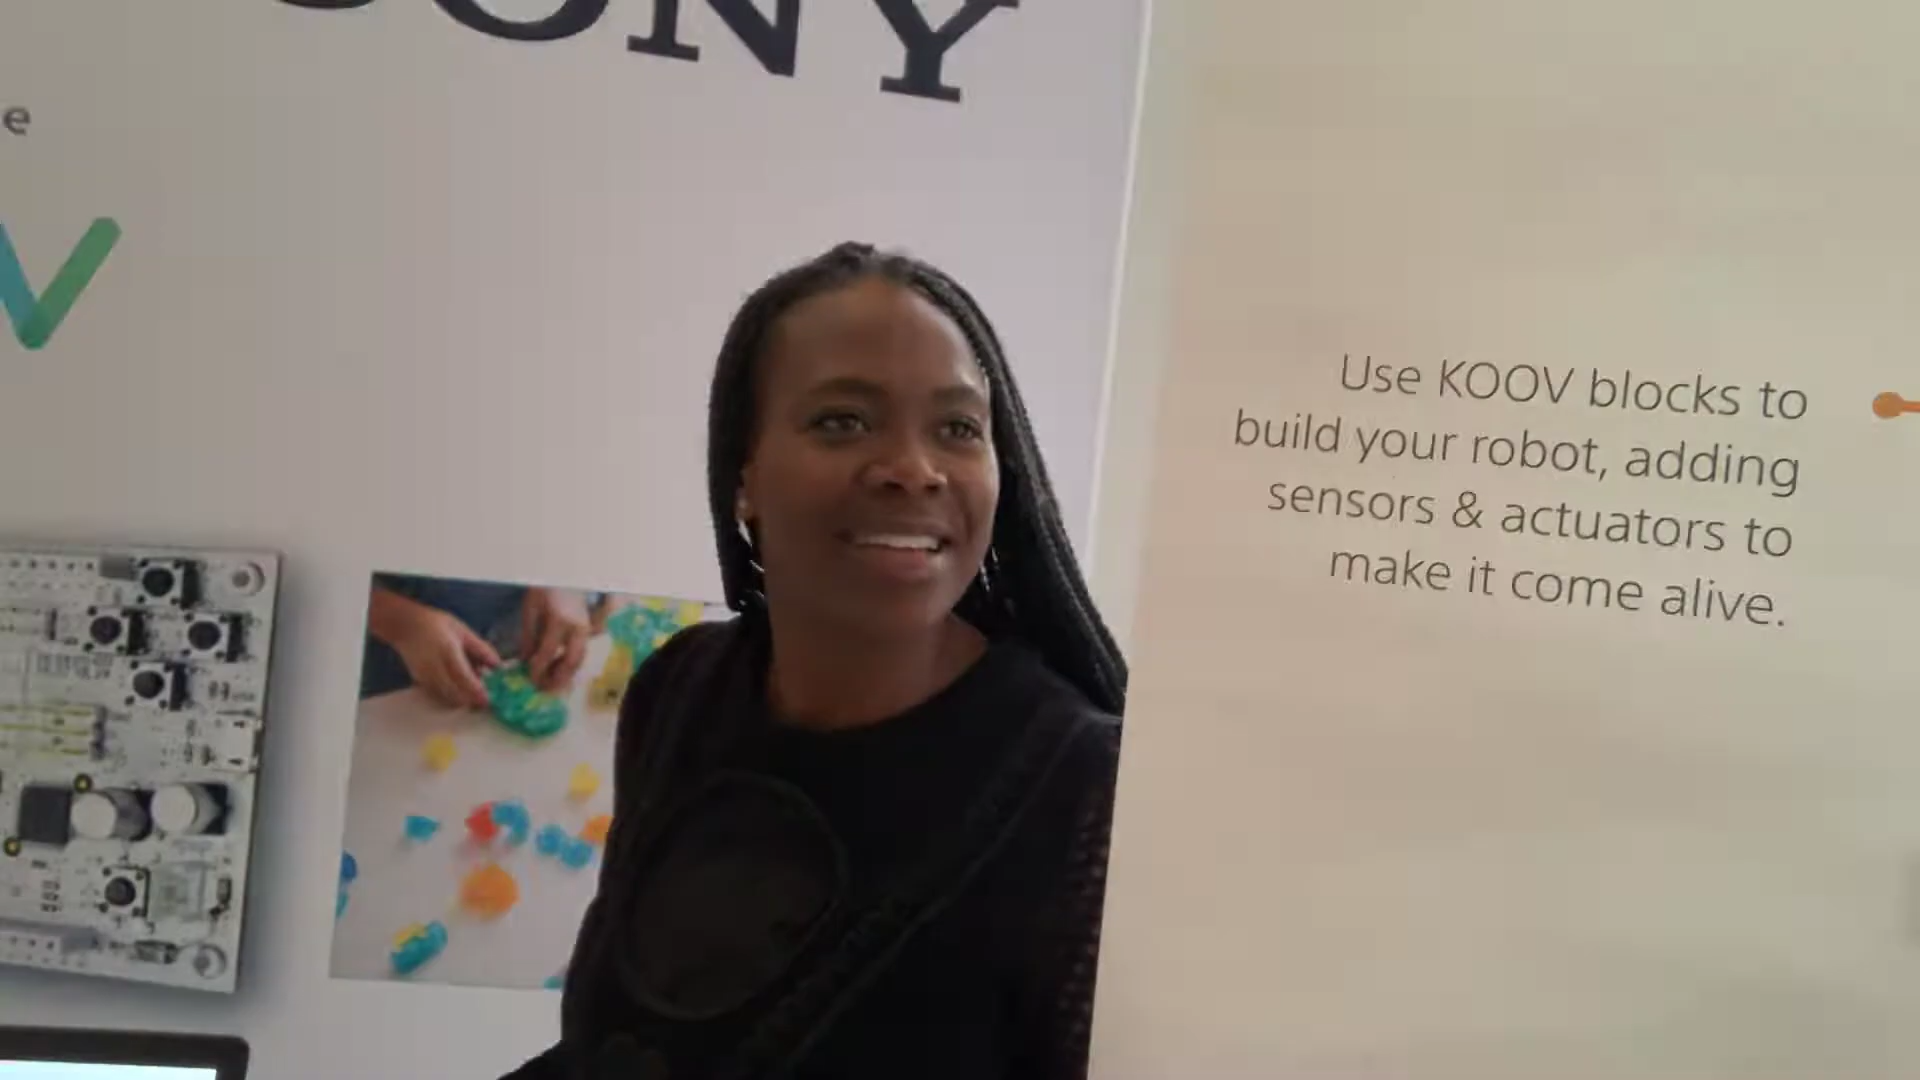 SONY
e
V
Use KOOV blocks to
build your robot, adding
sensors & actuators to
make it come alive.